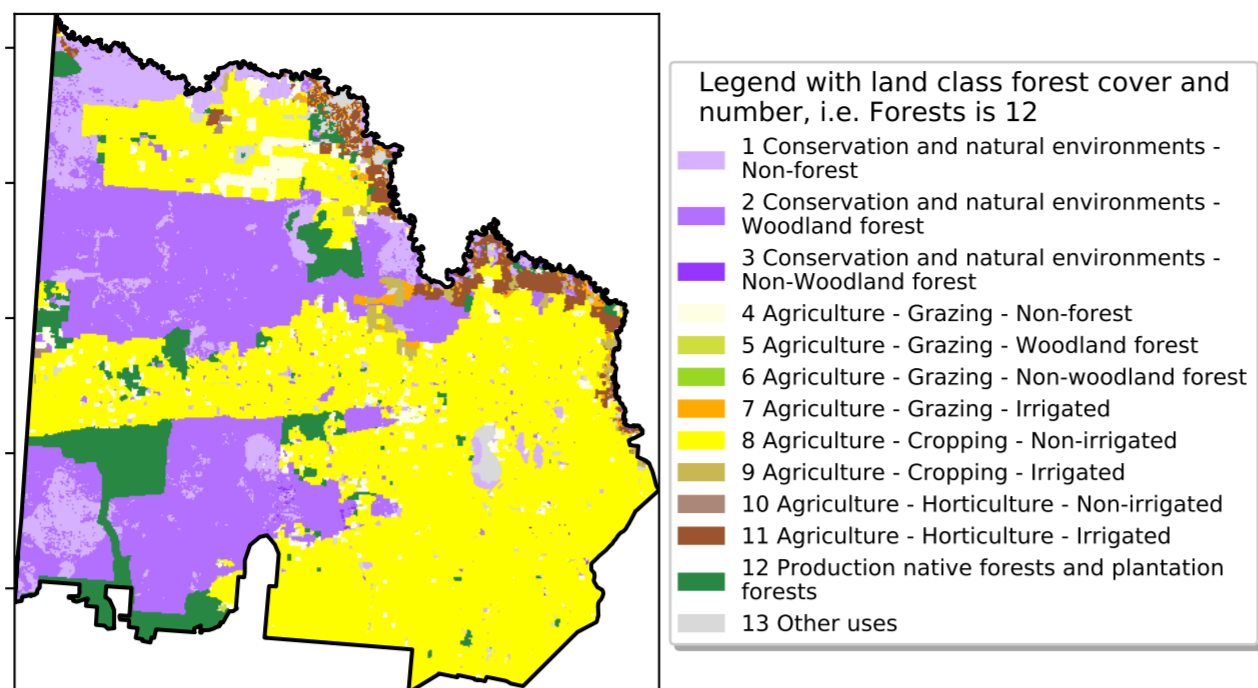 Legend with land class forest cover and
number, i.e. Forests is 12
1 Conservation and natural environments -
Non-forest
2 Conservation and natural environments -
Woodland forest
3 Conservation and natural environments -
Non-Woodland forest
4 Agriculture - Grazing - Non-forest
5 Agriculture - Grazing - Woodland forest
6 Agriculture - Grazing - Non-woodland forest
7 Agriculture - Grazing - Irrigated
8 Agriculture - Cropping - Non-irrigated
9 Agriculture - Cropping - Irrigated
10 Agriculture - Horticulture - Non-irrigated
11 Agriculture - Horticulture - Irrigated
12 Production native forests and plantation
forests
13 Other uses